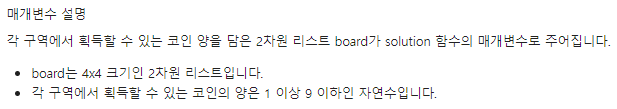 매개변수 설명
각 구역에서 획득할 수 있는 코인 양을 담은 2차원 리스트 board가 solution 함수의 매개변수로 주어집니다.
• board는 4x4 크기인 2차원 리스트입니다.
• 각 구역에서 획득할 수 있는 코인의 양은 1 이상 9 이하인 자연수입니다.